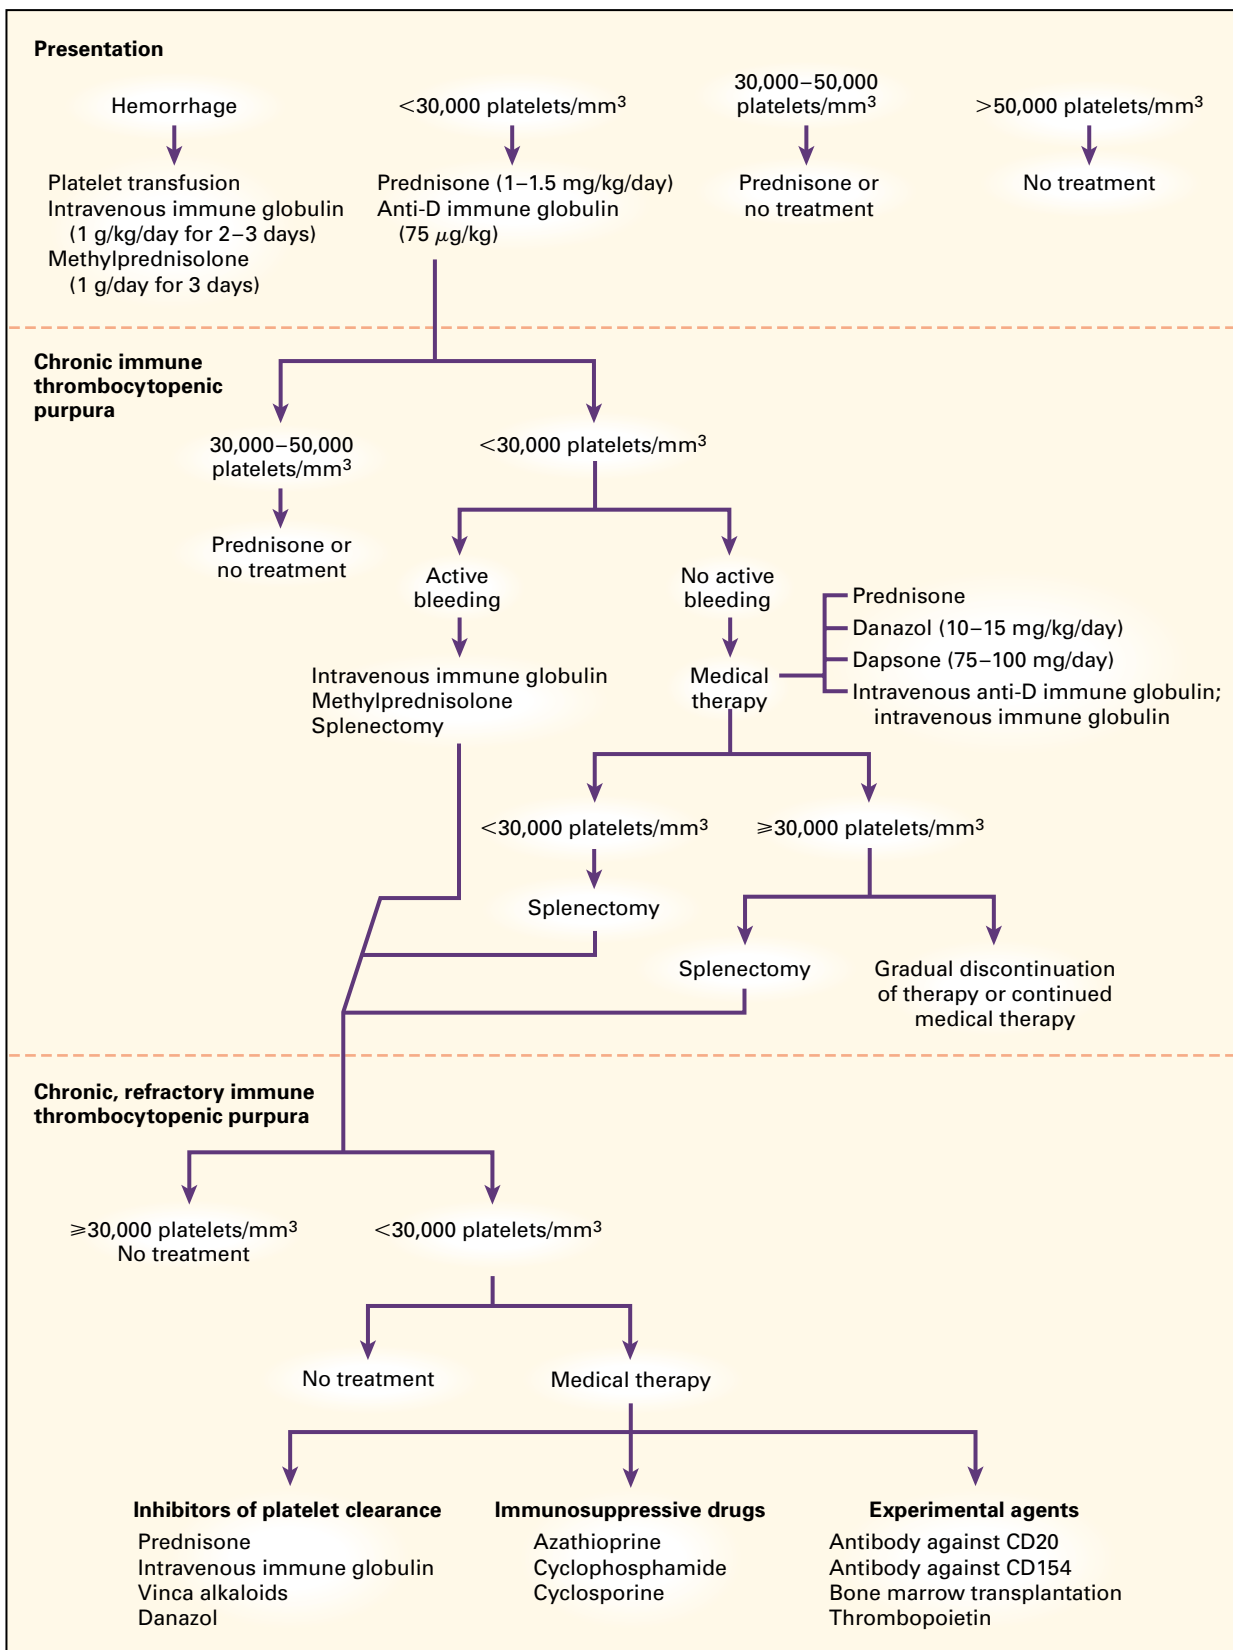 Presentation
Hemorrhage
<30,000 platelets/mm³
30,000–50,000
platelets/mm³
>50,000 platelets/mm³
Platelet transfusion
Intravenous immune globulin
(1 g/kg/day for 2–3 days)
Methylprednisolone
(1 g/day for 3 days)
Prednisone (1–1.5 mg/kg/day)
Anti-D immune globulin
(75 μg/kg)
Prednisone or
no treatment
No treatment
Chronic immune
thrombocytopenic
purpura
30,000–50,000
platelets/mm³
<30,000 platelets/mm³
Prednisone or
no treatment
Active
bleeding
No active
bleeding
Intravenous immune globulin
Methylprednisolone
Splenectomy
Medical
therapy
Prednisone
Danazol (10–15 mg/kg/day)
Dapsone (75–100 mg/day)
Intravenous anti-D immune globulin;
intravenous immune globulin
<30,000 platelets/mm³
≥30,000 platelets/mm³
Splenectomy
Splenectomy
Gradual discontinuation
of therapy or continued
medical therapy
Chronic, refractory immune
thrombocytopenic purpura
≥30,000 platelets/mm³
No treatment
<30,000 platelets/mm³
No treatment
Medical therapy
Inhibitors of platelet clearance
Prednisone
Intravenous immune globulin
Vinca alkaloids
Danazol
Immunosuppressive drugs
Azathioprine
Cyclophosphamide
Cyclosporine
Experimental agents
Antibody against CD20
Antibody against CD154
Bone marrow transplantation
Thrombopoietin